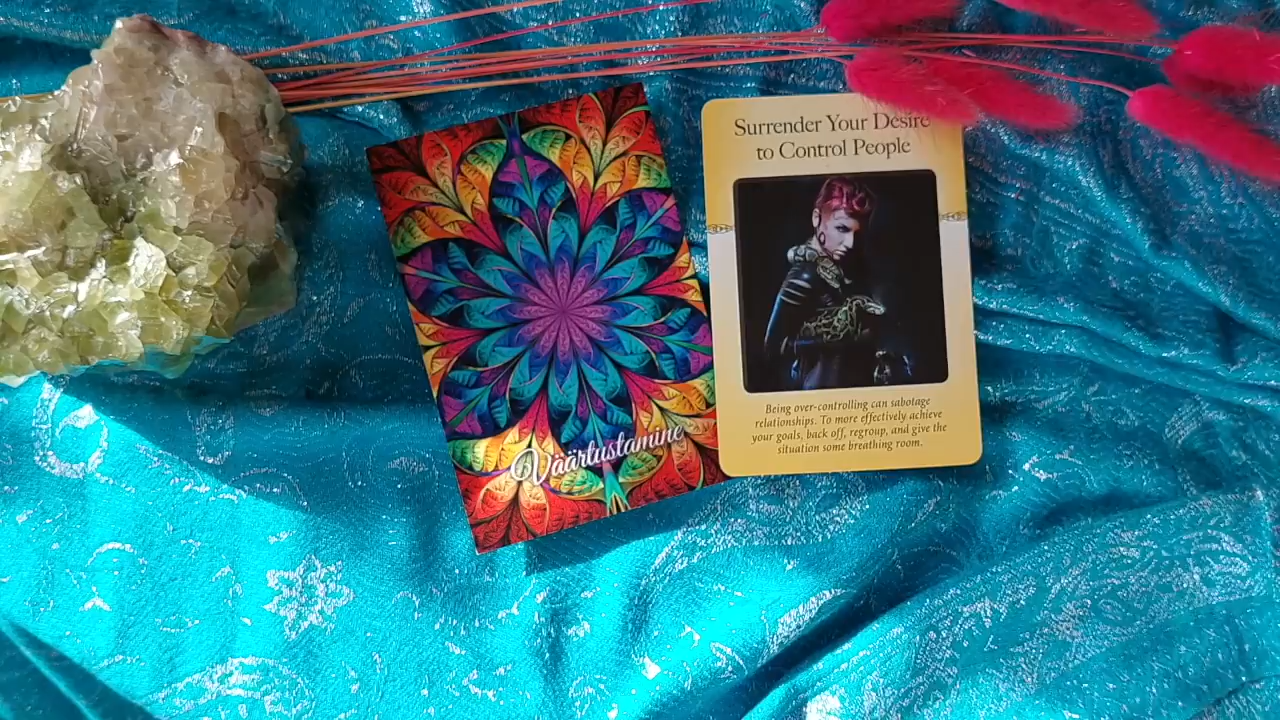 Väärtustamine
Surrender Your Desire
to Control People
Being over-controlling can sabotage
relationships. To more effectively achieve
your goals, back off, regroup, and give the
situation some breathing room.